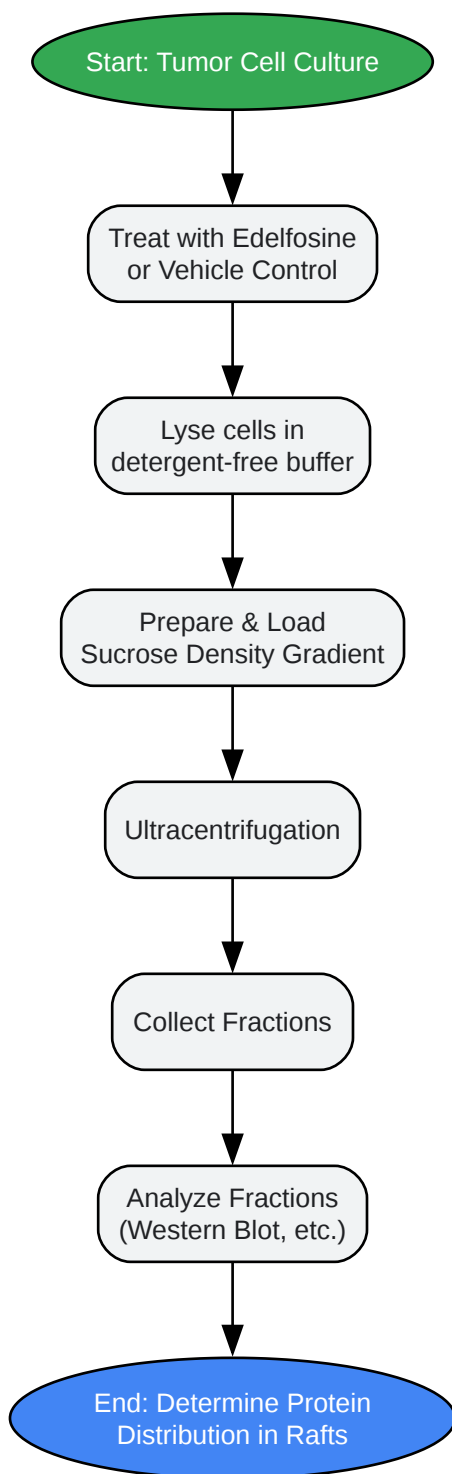 Start: Tumor Cell Culture
Treat with Edelfosine
or Vehicle Control
Lyse cells in
detergent-free buffer
Prepare & Load
Sucrose Density Gradient
Ultracentrifugation
Collect Fractions
Analyze Fractions
(Western Blot, etc.)
End: Determine Protein
Distribution in Rafts